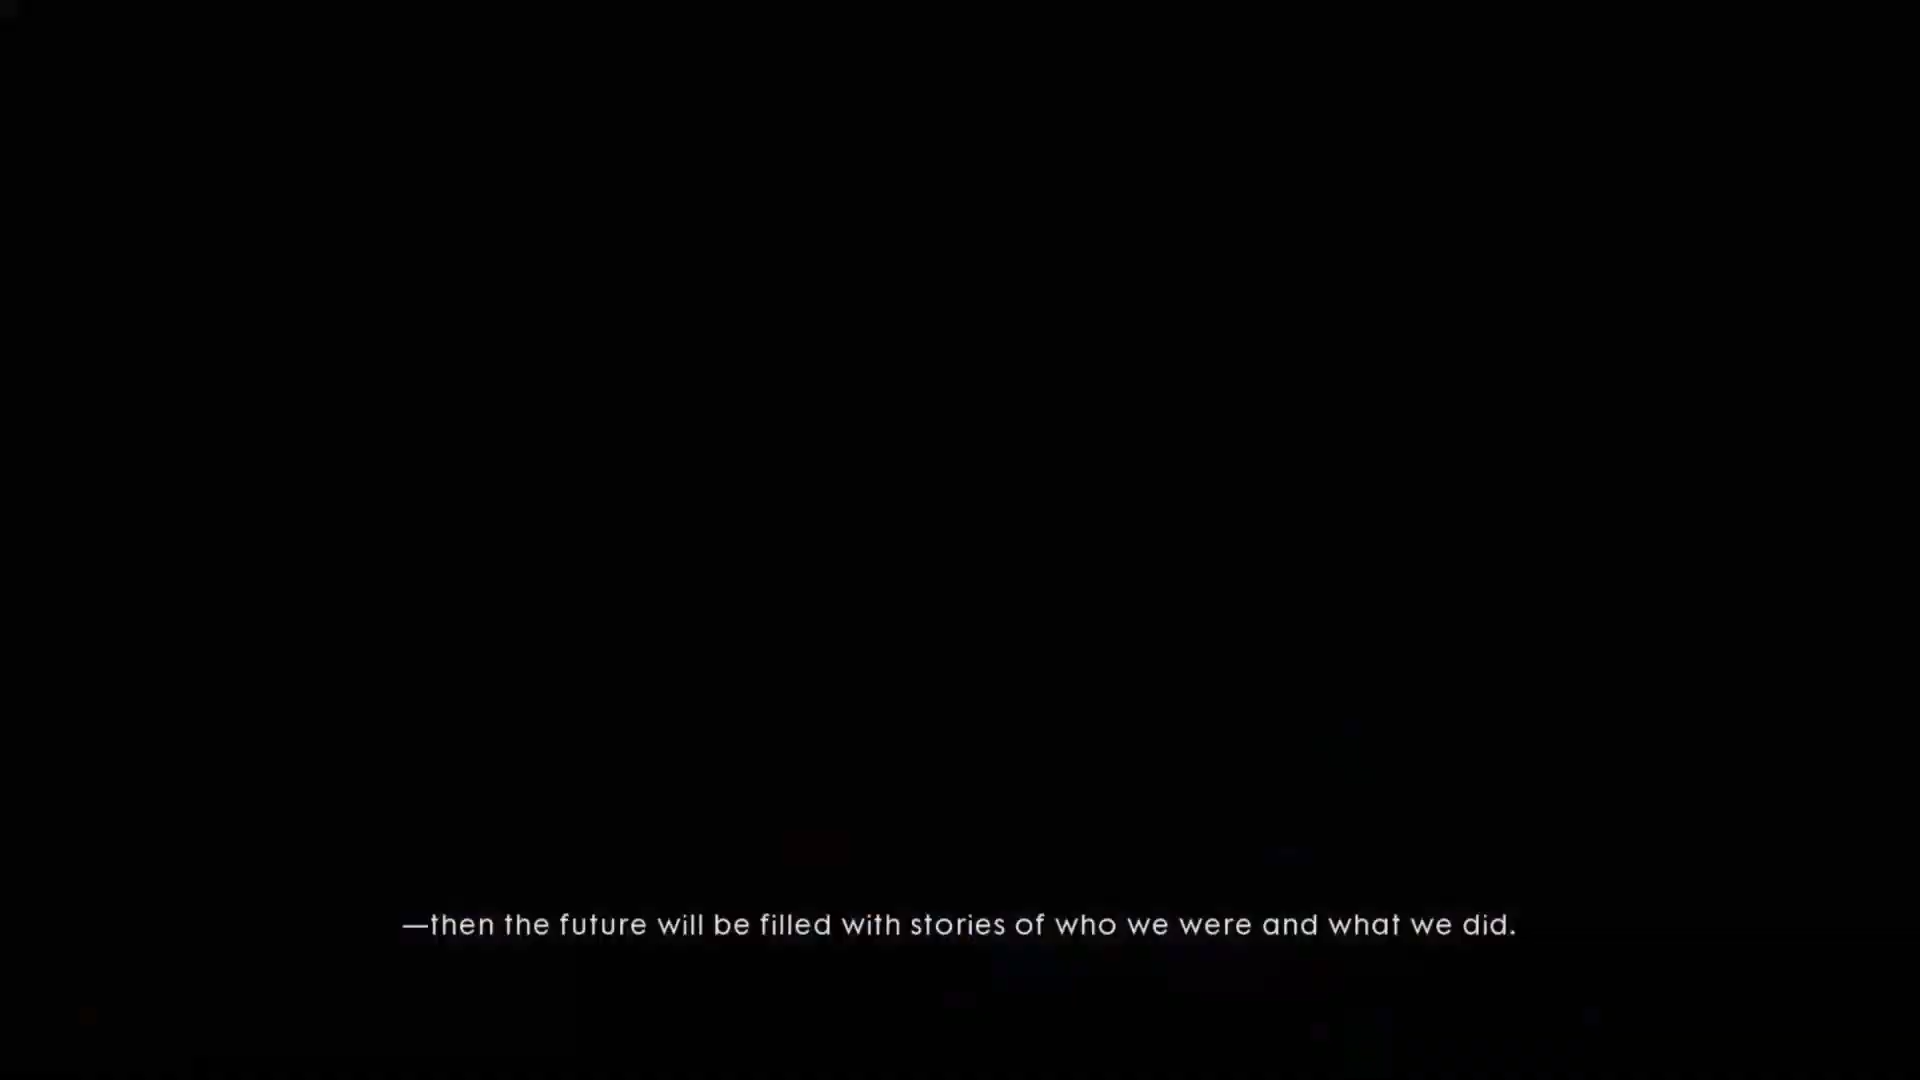 —then the future will be filled with stories of who we were and what we did.